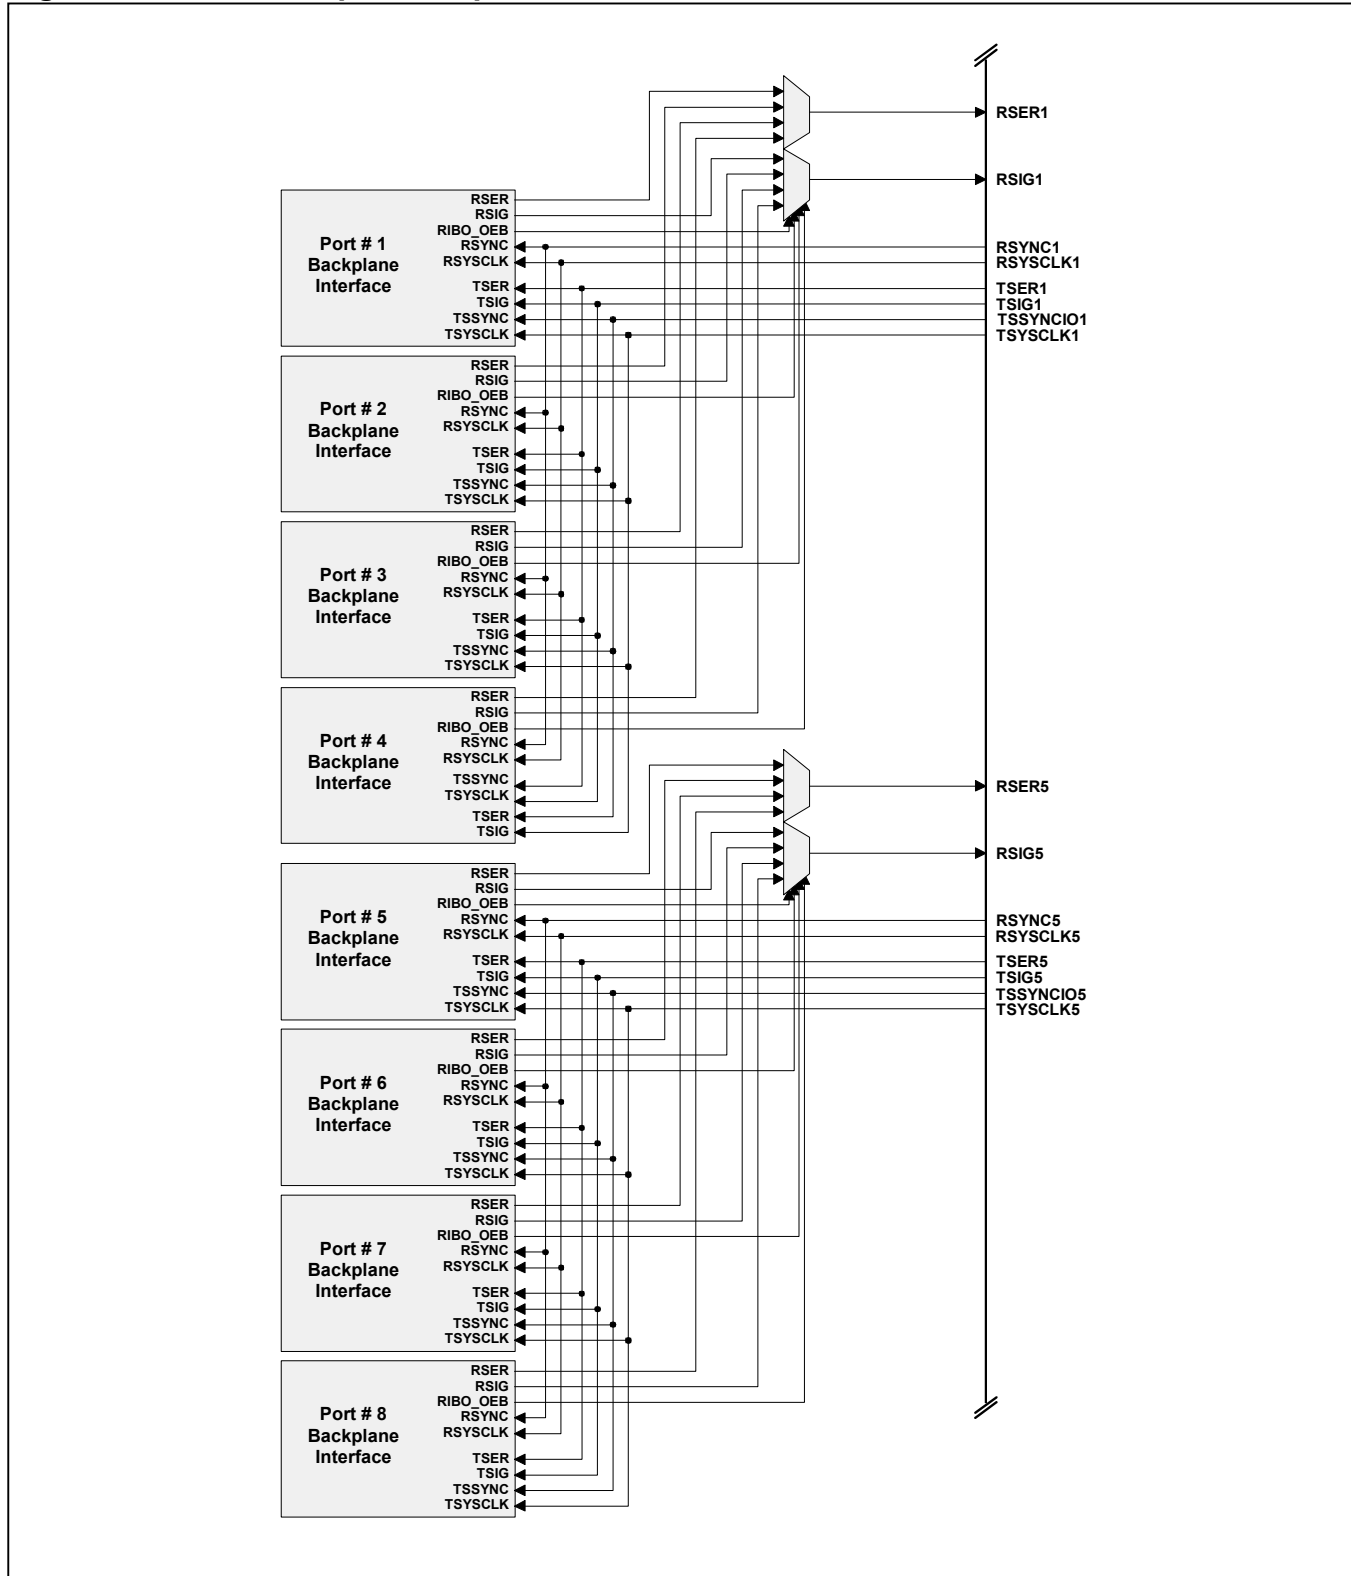 RSER1
RSIG1
RSER
RSIG
RIBO_OEB
RSYNC
RSYSCLK
TSER
TSIG
TSSYNC
TSYSCLK
Port # 1
Backplane
Interface
RSYNC1
RSYSCLK1
TSER1
TSIG1
TSSYNCIO1
TSYSCLK1
RSER
RSIG
RIBO_OEB
RSYNC
RSYSCLK
TSER
TSIG
TSSYNC
TSYSCLK
Port # 2
Backplane
Interface
RSER
RSIG
RIBO_OEB
RSYNC
RSYSCLK
TSER
TSIG
TSSYNC
TSYSCLK
Port # 3
Backplane
Interface
RSER
RSIG
RIBO_OEB
RSYNC
RSYSCLK
TSSYNC
TSYSCLK
TSER
TSIG
Port # 4
Backplane
Interface
RSER5
RSIG5
RSER
RSIG
RIBO_OEB
RSYNC
RSYSCLK
TSER
TSIG
TSSYNC
TSYSCLK
Port # 5
Backplane
Interface
RSYNC5
RSYSCLK5
TSER5
TSIG5
TSSYNCIO5
TSYSCLK5
RSER
RSIG
RIBO_OEB
RSYNC
RSYSCLK
TSER
TSIG
TSSYNC
TSYSCLK
Port # 6
Backplane
Interface
RSER
RSIG
RIBO_OEB
RSYNC
RSYSCLK
TSER
TSIG
TSSYNC
TSYSCLK
Port # 7
Backplane
Interface
RSER
RSIG
RIBO_OEB
RSYNC
RSYSCLK
TSER
TSIG
TSSYNC
TSYSCLK
Port # 8
Backplane
Interface